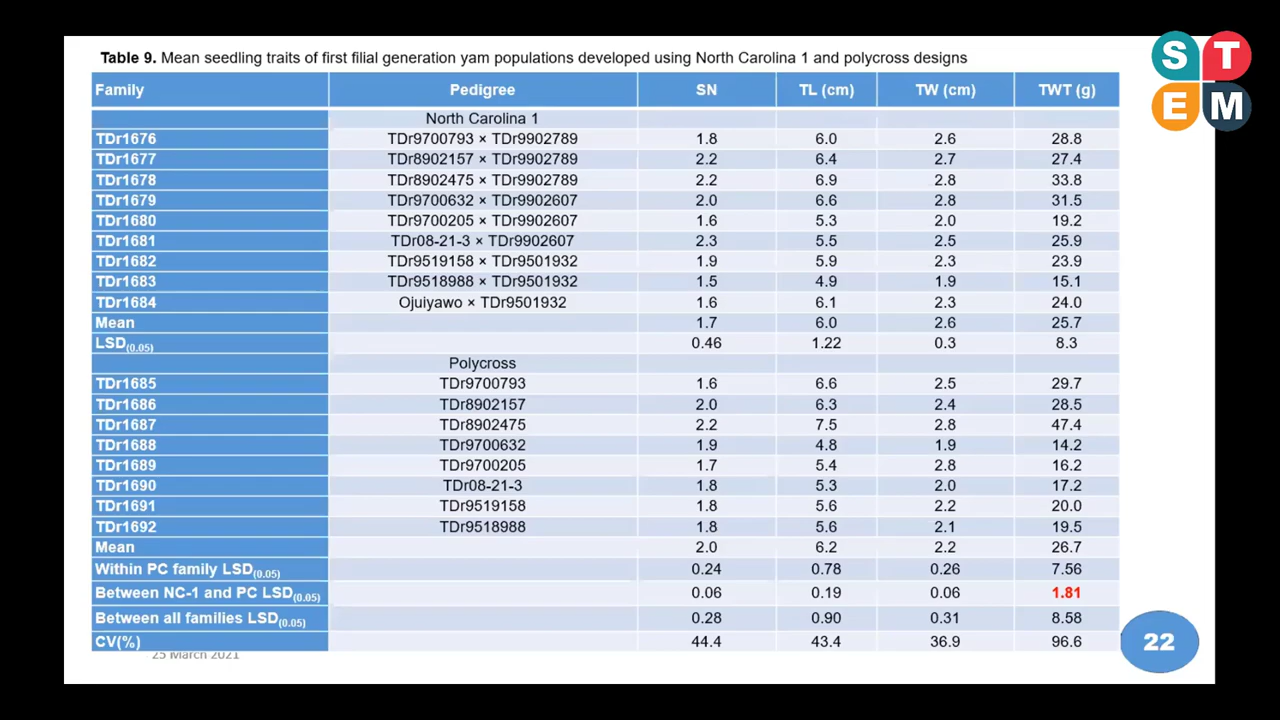 Table 9. Mean seedling traits of first filial generation yam populations developed using North Carolina 1 and polycross designs
S T
E M
Family Pedigree SN TL (cm) TW (cm) TWT (g)
North Carolina 1
TDr1676 TDr9700793 × TDr9902789 1.8 6.0 2.6 28.8
TDr1677 TDr8902157 × TDr9902789 2.2 6.4 2.7 27.4
TDr1678 TDr8902475 × TDr9902789 2.2 6.9 2.8 33.8
TDr1679 TDr9700632 × TDr9902607 2.0 6.6 2.8 31.5
TDr1680 TDr9700205 × TDr9902607 1.6 5.3 2.0 19.2
TDr1681 TDr08-21-3 × TDr9902607 2.3 5.5 2.5 25.9
TDr1682 TDr9519158 × TDr9501932 1.9 5.9 2.3 23.9
TDr1683 TDr9518988 × TDr9501932 1.5 4.9 1.9 15.1
TDr1684 Ojuiyawo × TDr9501932 1.6 6.1 2.3 24.0
Mean 1.7 6.0 2.6 25.7
LSD(0.05) 0.46 1.22 0.3 8.3
Polycross
TDr1685 TDr9700793 1.6 6.6 2.5 29.7
TDr1686 TDr8902157 2.0 6.3 2.4 28.5
TDr1687 TDr8902475 2.2 7.5 2.8 47.4
TDr1688 TDr9700632 1.9 4.8 1.9 14.2
TDr1689 TDr9700205 1.7 5.4 2.8 16.2
TDr1690 TDr08-21-3 1.8 5.3 2.0 17.2
TDr1691 TDr9519158 1.8 5.6 2.2 20.0
TDr1692 TDr9518988 1.8 5.6 2.1 19.5
Mean 2.0 6.2 2.2 26.7
Within PC family LSD(0.05) 0.24 0.78 0.26 7.56
Between NC-1 and PC LSD(0.05) 0.06 0.19 0.06 1.81
Between all families LSD(0.05) 0.28 0.90 0.31 8.58
CV(%) 44.4 43.4 36.9 96.6
25 March 2021
22